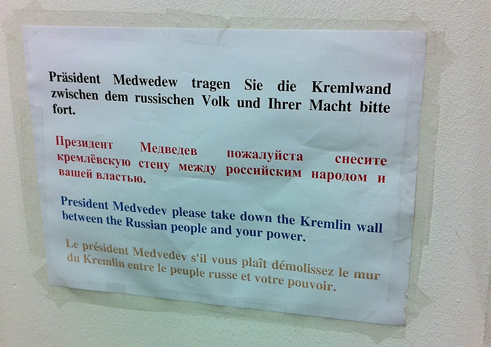 Präsident Medwedew tragen Sie die Kremlwand
zwischen dem russischen Volk und Ihrer Macht bitte
fort.
Президент Медведев пожалуйста снесите
кремлёвскую стену между российским народом и
вашей властью.
President Medvedev please take down the Kremlin wall
between the Russian people and your power.
Le président Medvedev s'il vous plaît démolissez le mur
du Kremlin entre le peuple russe et votre pouvoir.